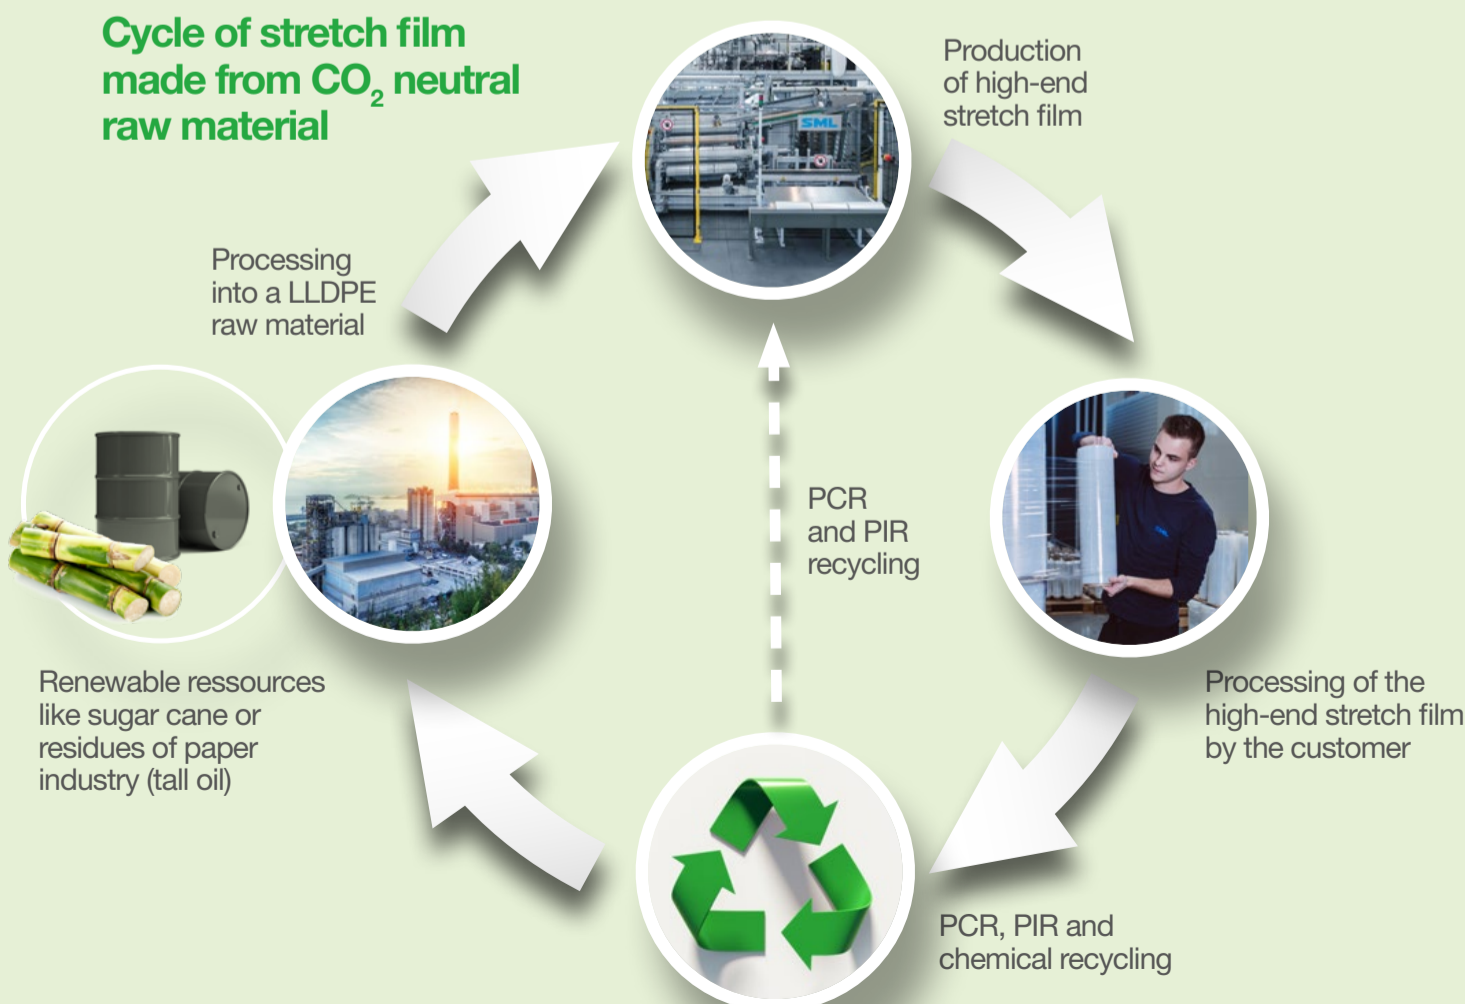 Cycle of stretch film
made from CO₂ neutral
raw material
Production
of high-end
stretch film
SML
Processing
into a LLDPE
raw material
PCR
and PIR
recycling
Renewable ressources
like sugar cane or
residues of paper
industry (tall oil)
Processing of the
high-end stretch film
by the customer
PCR, PIR and
chemical recycling